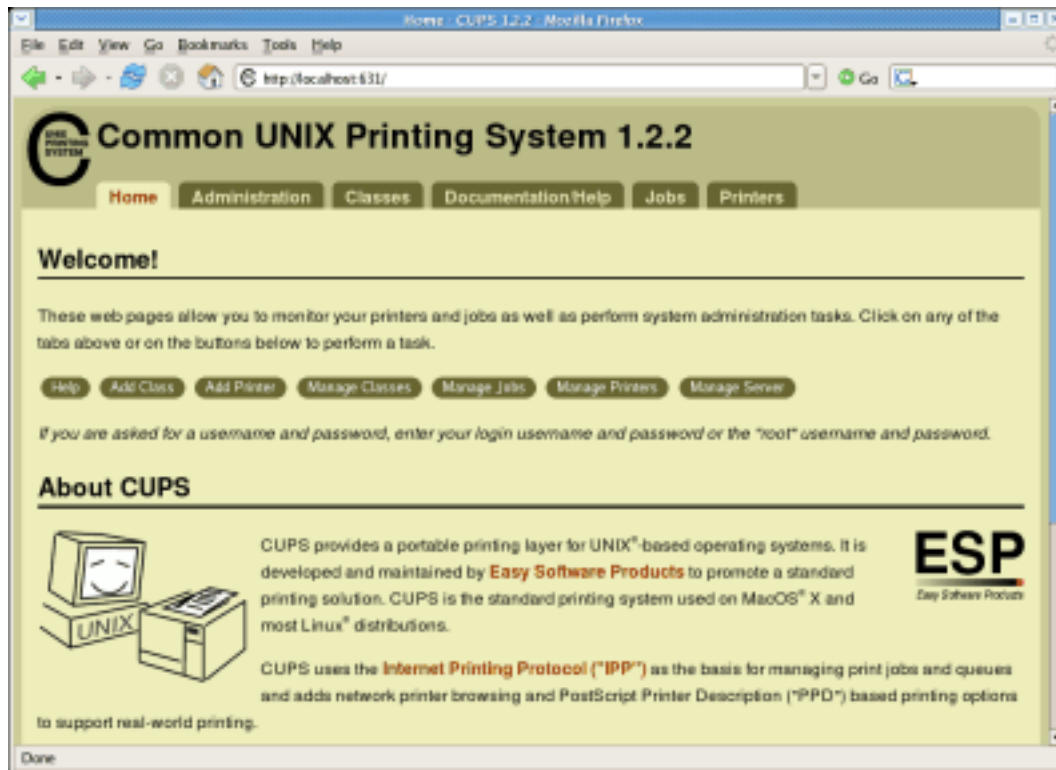 Home - CUPS 1.2.2 - Mozilla Firefox
File Edit View Go Bookmarks Tools Help
http://localhost:631/ Go
UNIX PRINTING SYSTEM
Common UNIX Printing System 1.2.2
Home Administration Classes Documentation/Help Jobs Printers
Welcome!
These web pages allow you to monitor your printers and jobs as well as perform system administration tasks. Click on any of the
tabs above or on the buttons below to perform a task.
Help Add Class Add Printer Manage Classes Manage Jobs Manage Printers Manage Server
If you are asked for a username and password, enter your login username and password or the "root" username and password.
About CUPS
CUPS provides a portable printing layer for UNIX®-based operating systems. It is
developed and maintained by Easy Software Products to promote a standard
printing solution. CUPS is the standard printing system used on MacOS® X and
most Linux® distributions.
ESP
Easy Software Products
UNIX
CUPS uses the Internet Printing Protocol ("IPP") as the basis for managing print jobs and queues
and adds network printer browsing and PostScript Printer Description ("PPD") based printing options
to support real-world printing.
Done